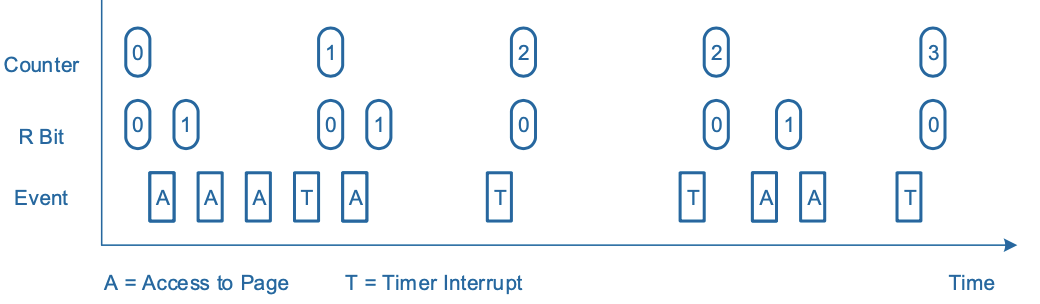 Counter 0 1 2 2 3
R Bit 0 1 0 1 0 0 1 0
Event A A A T A T T A A T
A = Access to Page T = Timer Interrupt Time